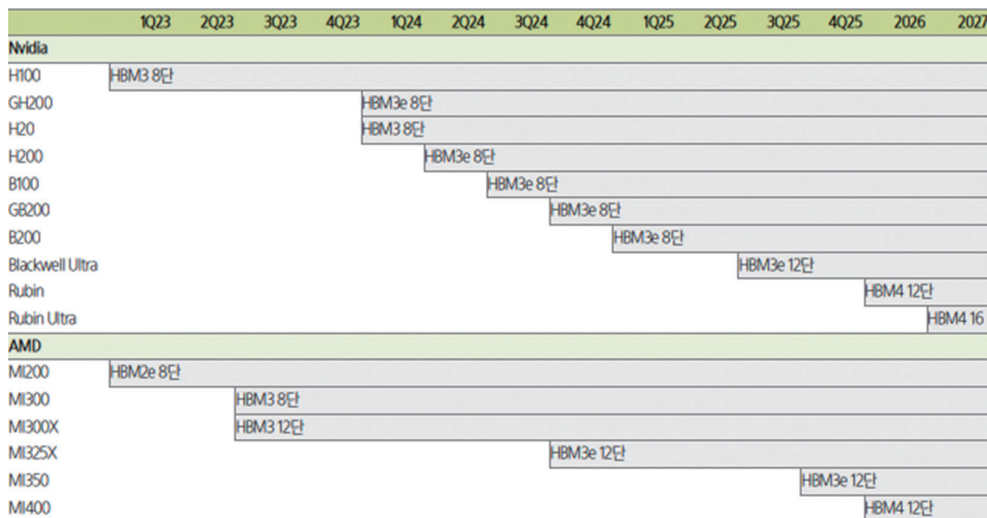 1Q23 2Q23 3Q23 4Q23 1Q24 2Q24 3Q24 4Q24 1Q25 2Q25 3Q25 4Q25 2026 2027
Nvidia
H100 HBM3 8단
GH200 HBM3e 8단
H20 HBM3 8단
H200 HBM3e 8단
B100 HBM3e 8단
GB200 HBM3e 8단
B200 HBM3e 8단
Blackwell Ultra HBM3e 12단
Rubin HBM4 12단
Rubin Ultra HBM4 16
AMD
MI200 HBM2e 8단
MI300 HBM3 8단
MI300X HBM3 12단
MI325X HBM3e 12단
MI350 HBM3e 12단
MI400 HBM4 12단